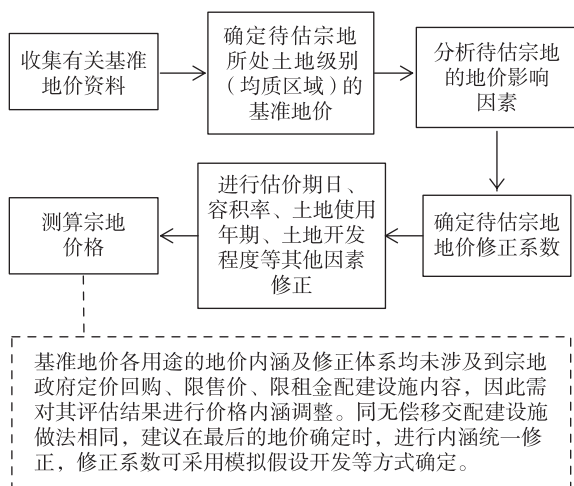 收集有关基准
地价资料
确定待估宗地
所处土地级别
（均质区域）的
基准地价
分析待估宗地
的地价影响
因素
确定待估宗地
地价修正系数
进行估价期日、
容积率、土地使用
年期、土地开发
程度等其他因素
修正
测算宗地
价格
基准地价各用途的地价内涵及修正体系均未涉及到宗地
政府定价回购、限售价、限租金配建设施内容，因此需
对其评估结果进行价格内涵调整。同无偿移交配建设施
做法相同，建议在最后的地价确定时，进行内涵统一修
正，修正系数可采用模拟假设开发等方式确定。